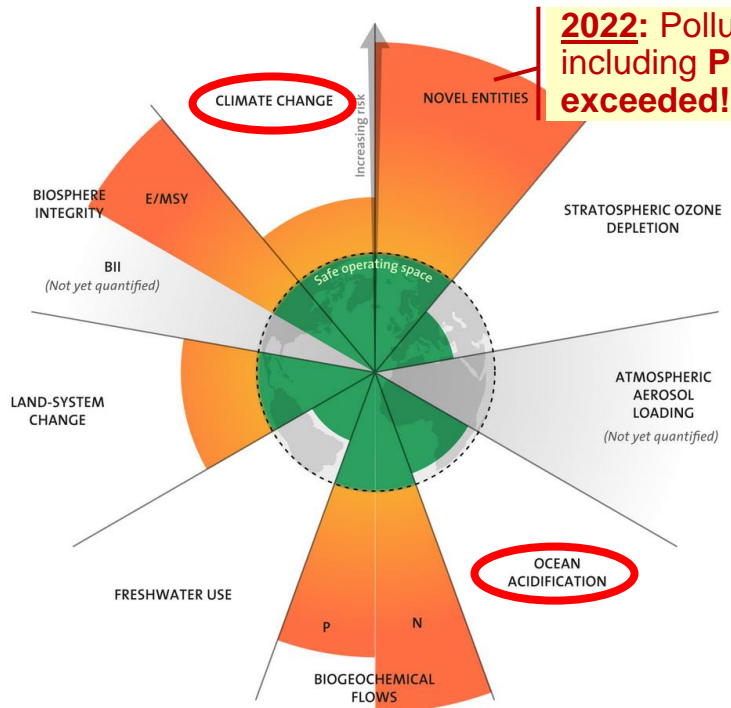 2022: Pollu
including P
exceeded!
CLIMATE CHANGE
NOVEL ENTITIES
Increasing risk
BIOSPHERE
INTEGRITY
E/MSY
STRATOSPHERIC OZONE
DEPLETION
BII
(Not yet quantified)
Safe operating space
LAND-SYSTEM
CHANGE
ATMOSPHERIC
AEROSOL
LOADING
(Not yet quantified)
OCEAN
ACIDIFICATION
FRESHWATER USE
P
N
BIOGEOCHEMICAL
FLOWS